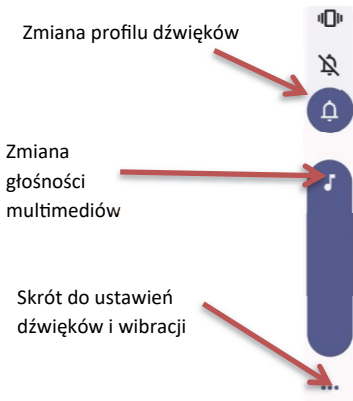 Zmiana profilu dźwięków
Zmiana
głośności
multimediów
Skrót do ustawień
dźwięków i wibracji